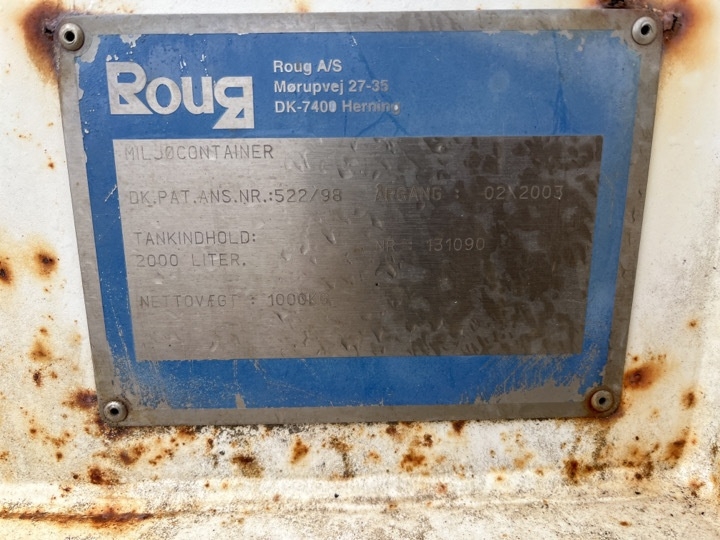 Roug
Roug A/S
Mørupvej 27-35
DK-7400 Herning
MILJØCONTAINER
DK.PAT.ANS.NR.:522/98 ÅRGANG : 02 2003
TANKINDHOLD:
2000 LITER.
NR : 131090
NETTOVÆGT : 1000KG